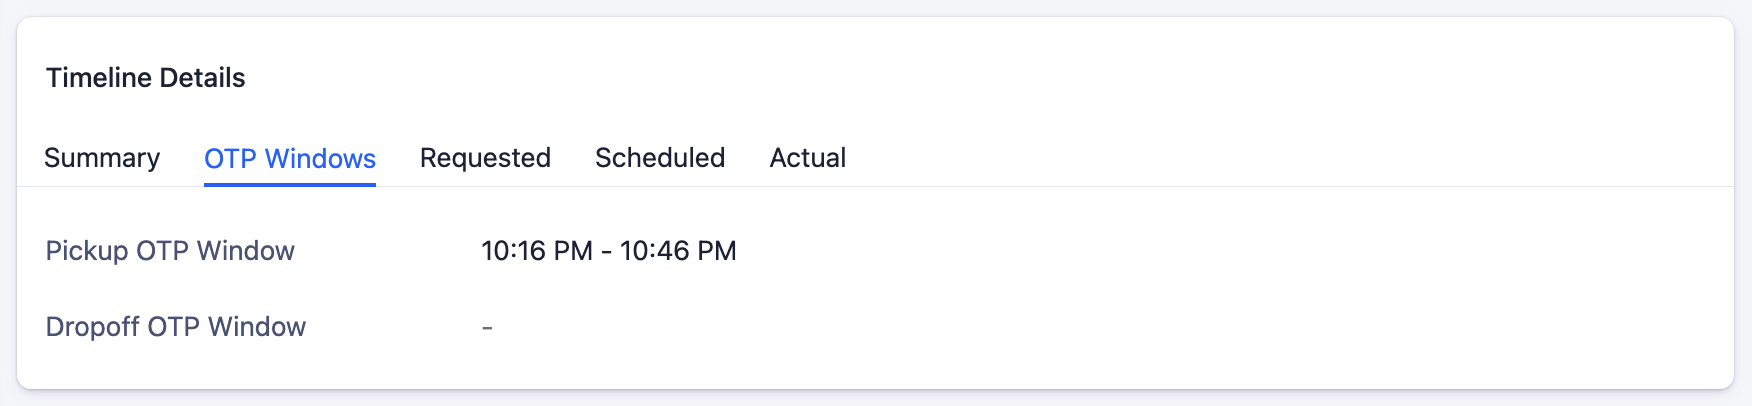 Timeline Details
Summary OTP Windows Requested Scheduled Actual
Pickup OTP Window 10:16 PM - 10:46 PM
Dropoff OTP Window -